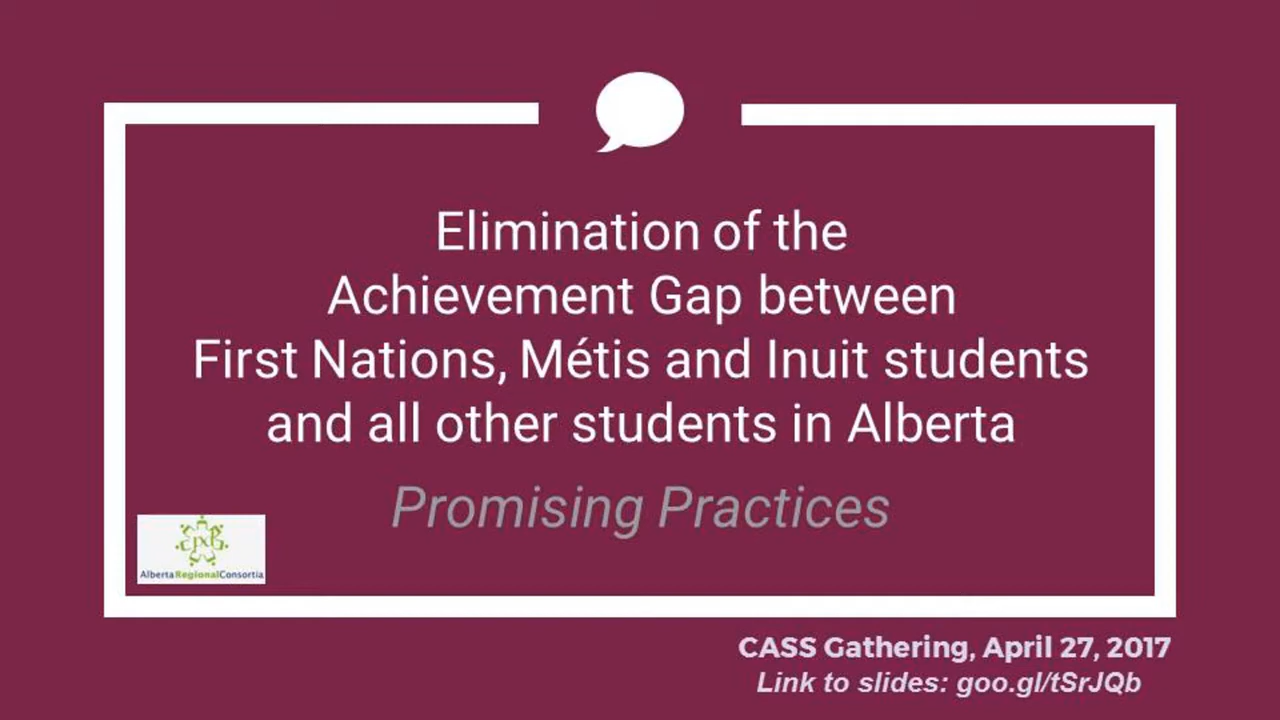 Elimination of the
Achievement Gap between
First Nations, Métis and Inuit students
and all other students in Alberta
Promising Practices
AlbertaRegionalConsortia
CASS Gathering, April 27, 2017
Link to slides: goo.gl/tSrJQb